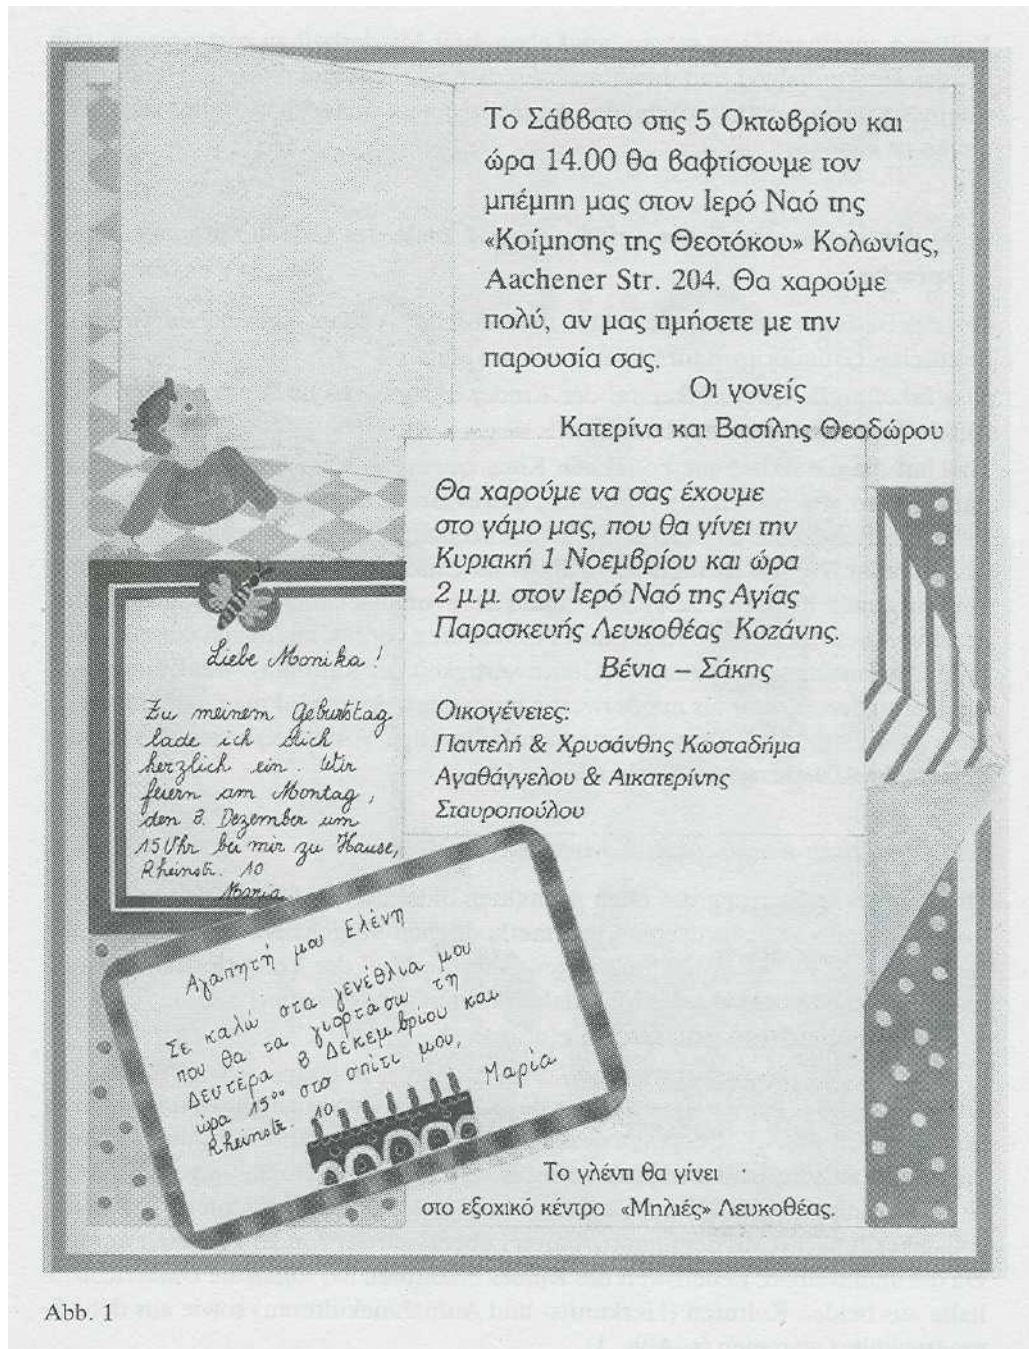 Το Σάββατο στις 5 Οκτωβρίου και
ώρα 14.00 θα βαφτίσουμε τον
μπέμπη μας στον Ιερό Ναό της
«Κοίμησης της Θεοτόκου» Κολωνίας,
Aachener Str. 204. Θα χαρούμε
πολύ, αν μας τιμήσετε με την
παρουσία σας.
Οι γονείς
Κατερίνα και Βασίλης Θεοδώρου
Θα χαρούμε να σας έχουμε
στο γάμο μας, που θα γίνει την
Κυριακή 1 Νοεμβρίου και ώρα
2 μ.μ. στον Ιερό Ναό της Αγίας
Παρασκευής Λευκοθέας Κοζάνης.
Βένια – Σάκης
Οικογένειες:
Παντελή & Χρυσάνθης Κωσταδήμα
Αγαθάγγελου & Αικατερίνης
Σταυροπούλου
Liebe Monika!
Zu meinem Geburtstag
lade ich dich
herzlich ein. Wir
feiern am Montag,
den 8. Dezember um
15 Uhr bei mir zu Hause,
Rheinstr. 10
Maria
Αγαπητή μου Ελένη
Σε καλώ στα γενέθλια μου
που θα τα γιορτάσω τη
Δευτέρα 8 Δεκεμβρίου και
ώρα 15⁰⁰ στο σπίτι μου,
Rheinstr. 10
Μαρία
Το γλέντι θα γίνει
στο εξοχικό κέντρο «Μηλιές» Λευκοθέας.
Abb. 1